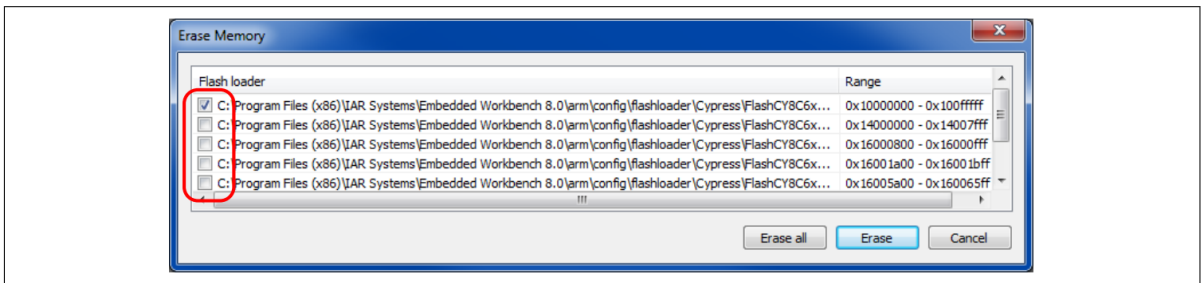 Erase Memory
Flash loader Range
C:\Program Files (x86)\IAR Systems\Embedded Workbench 8.0\arm\config\flashloader\Cypress\FlashCY8C6x... 0x10000000 - 0x100fffff
C:\Program Files (x86)\IAR Systems\Embedded Workbench 8.0\arm\config\flashloader\Cypress\FlashCY8C6x... 0x14000000 - 0x14007fff
C:\Program Files (x86)\IAR Systems\Embedded Workbench 8.0\arm\config\flashloader\Cypress\FlashCY8C6x... 0x16000800 - 0x16000fff
C:\Program Files (x86)\IAR Systems\Embedded Workbench 8.0\arm\config\flashloader\Cypress\FlashCY8C6x... 0x16001a00 - 0x16001bff
C:\Program Files (x86)\IAR Systems\Embedded Workbench 8.0\arm\config\flashloader\Cypress\FlashCY8C6x... 0x16005a00 - 0x160065ff
Erase all Erase Cancel